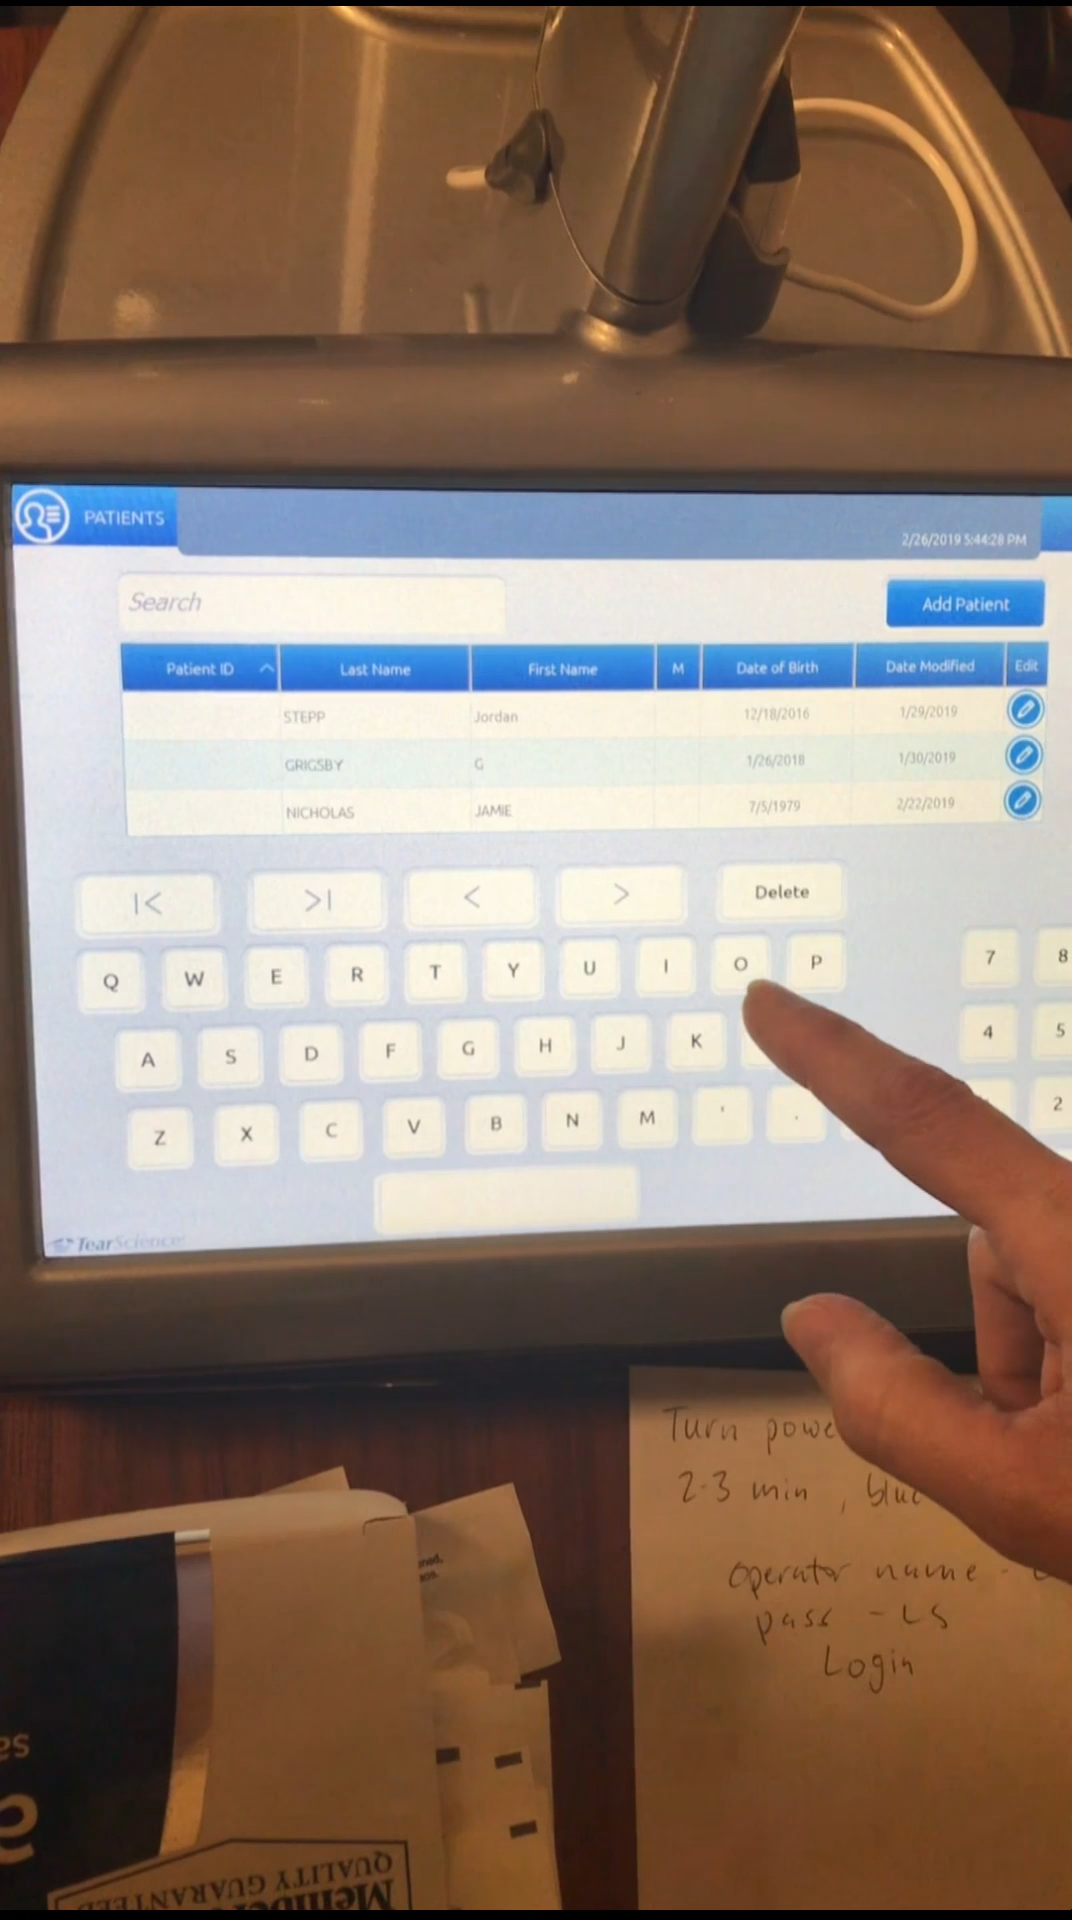 PATIENTS
2/26/2019 5:44:28 PM
Search
Add Patient
Patient ID Last Name First Name M Date of Birth Date Modified Edit
STEPP Jordan 12/18/2016 1/29/2019
GRIGSBY G 1/26/2018 1/30/2019
NICHOLAS JAMIE 7/5/1979 2/22/2019
|< >| < > Delete
Q W E R T Y U I O P 7 8
A S D F G H J K 4 5
Z X C V B N M ' . 2
TearScience
Turn
2-3 min,
operator name -
pass - LS
Login
QUALITY GUARANTEED